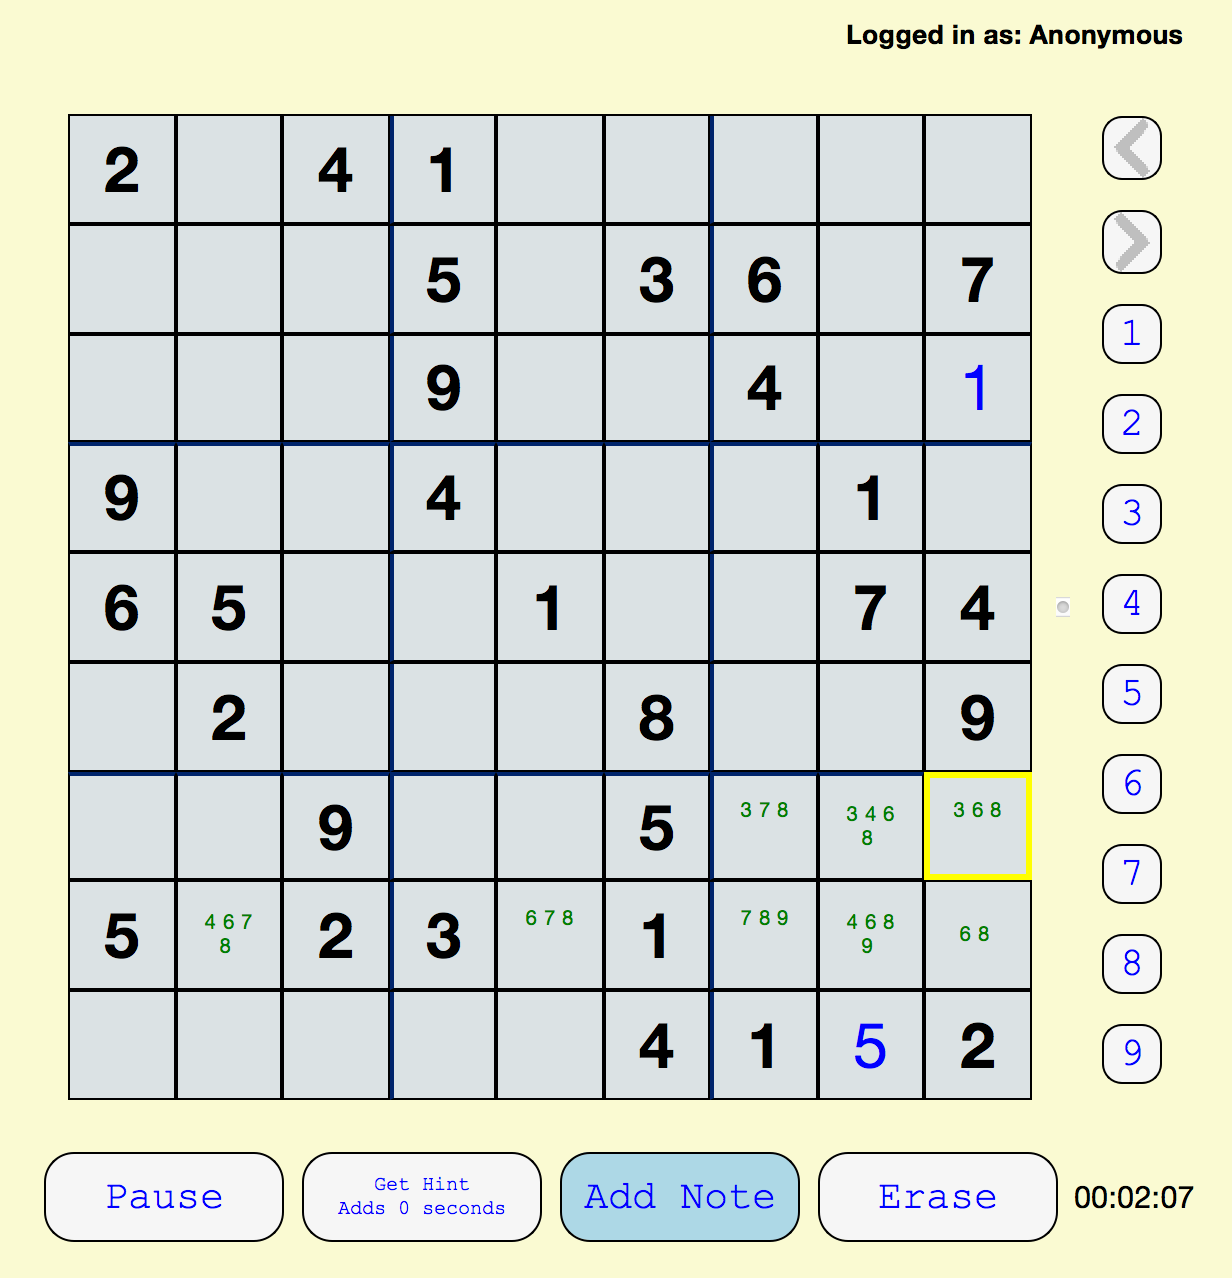 Logged in as: Anonymous
2 4 1
5 3 6 7
9 4 1
1
9 4 1
2
6 5 1 7 4
3
2 8 9
4
9 5 3 7 8 3 4 6 8 3 6 8
5
5 4 6 7 8 2 3 6 7 8 1 7 8 9 4 6 8 9 6 8
6
4 1 5 2
7
8
9
Pause
Get Hint
Adds 0 seconds
Add Note
Erase
00:02:07